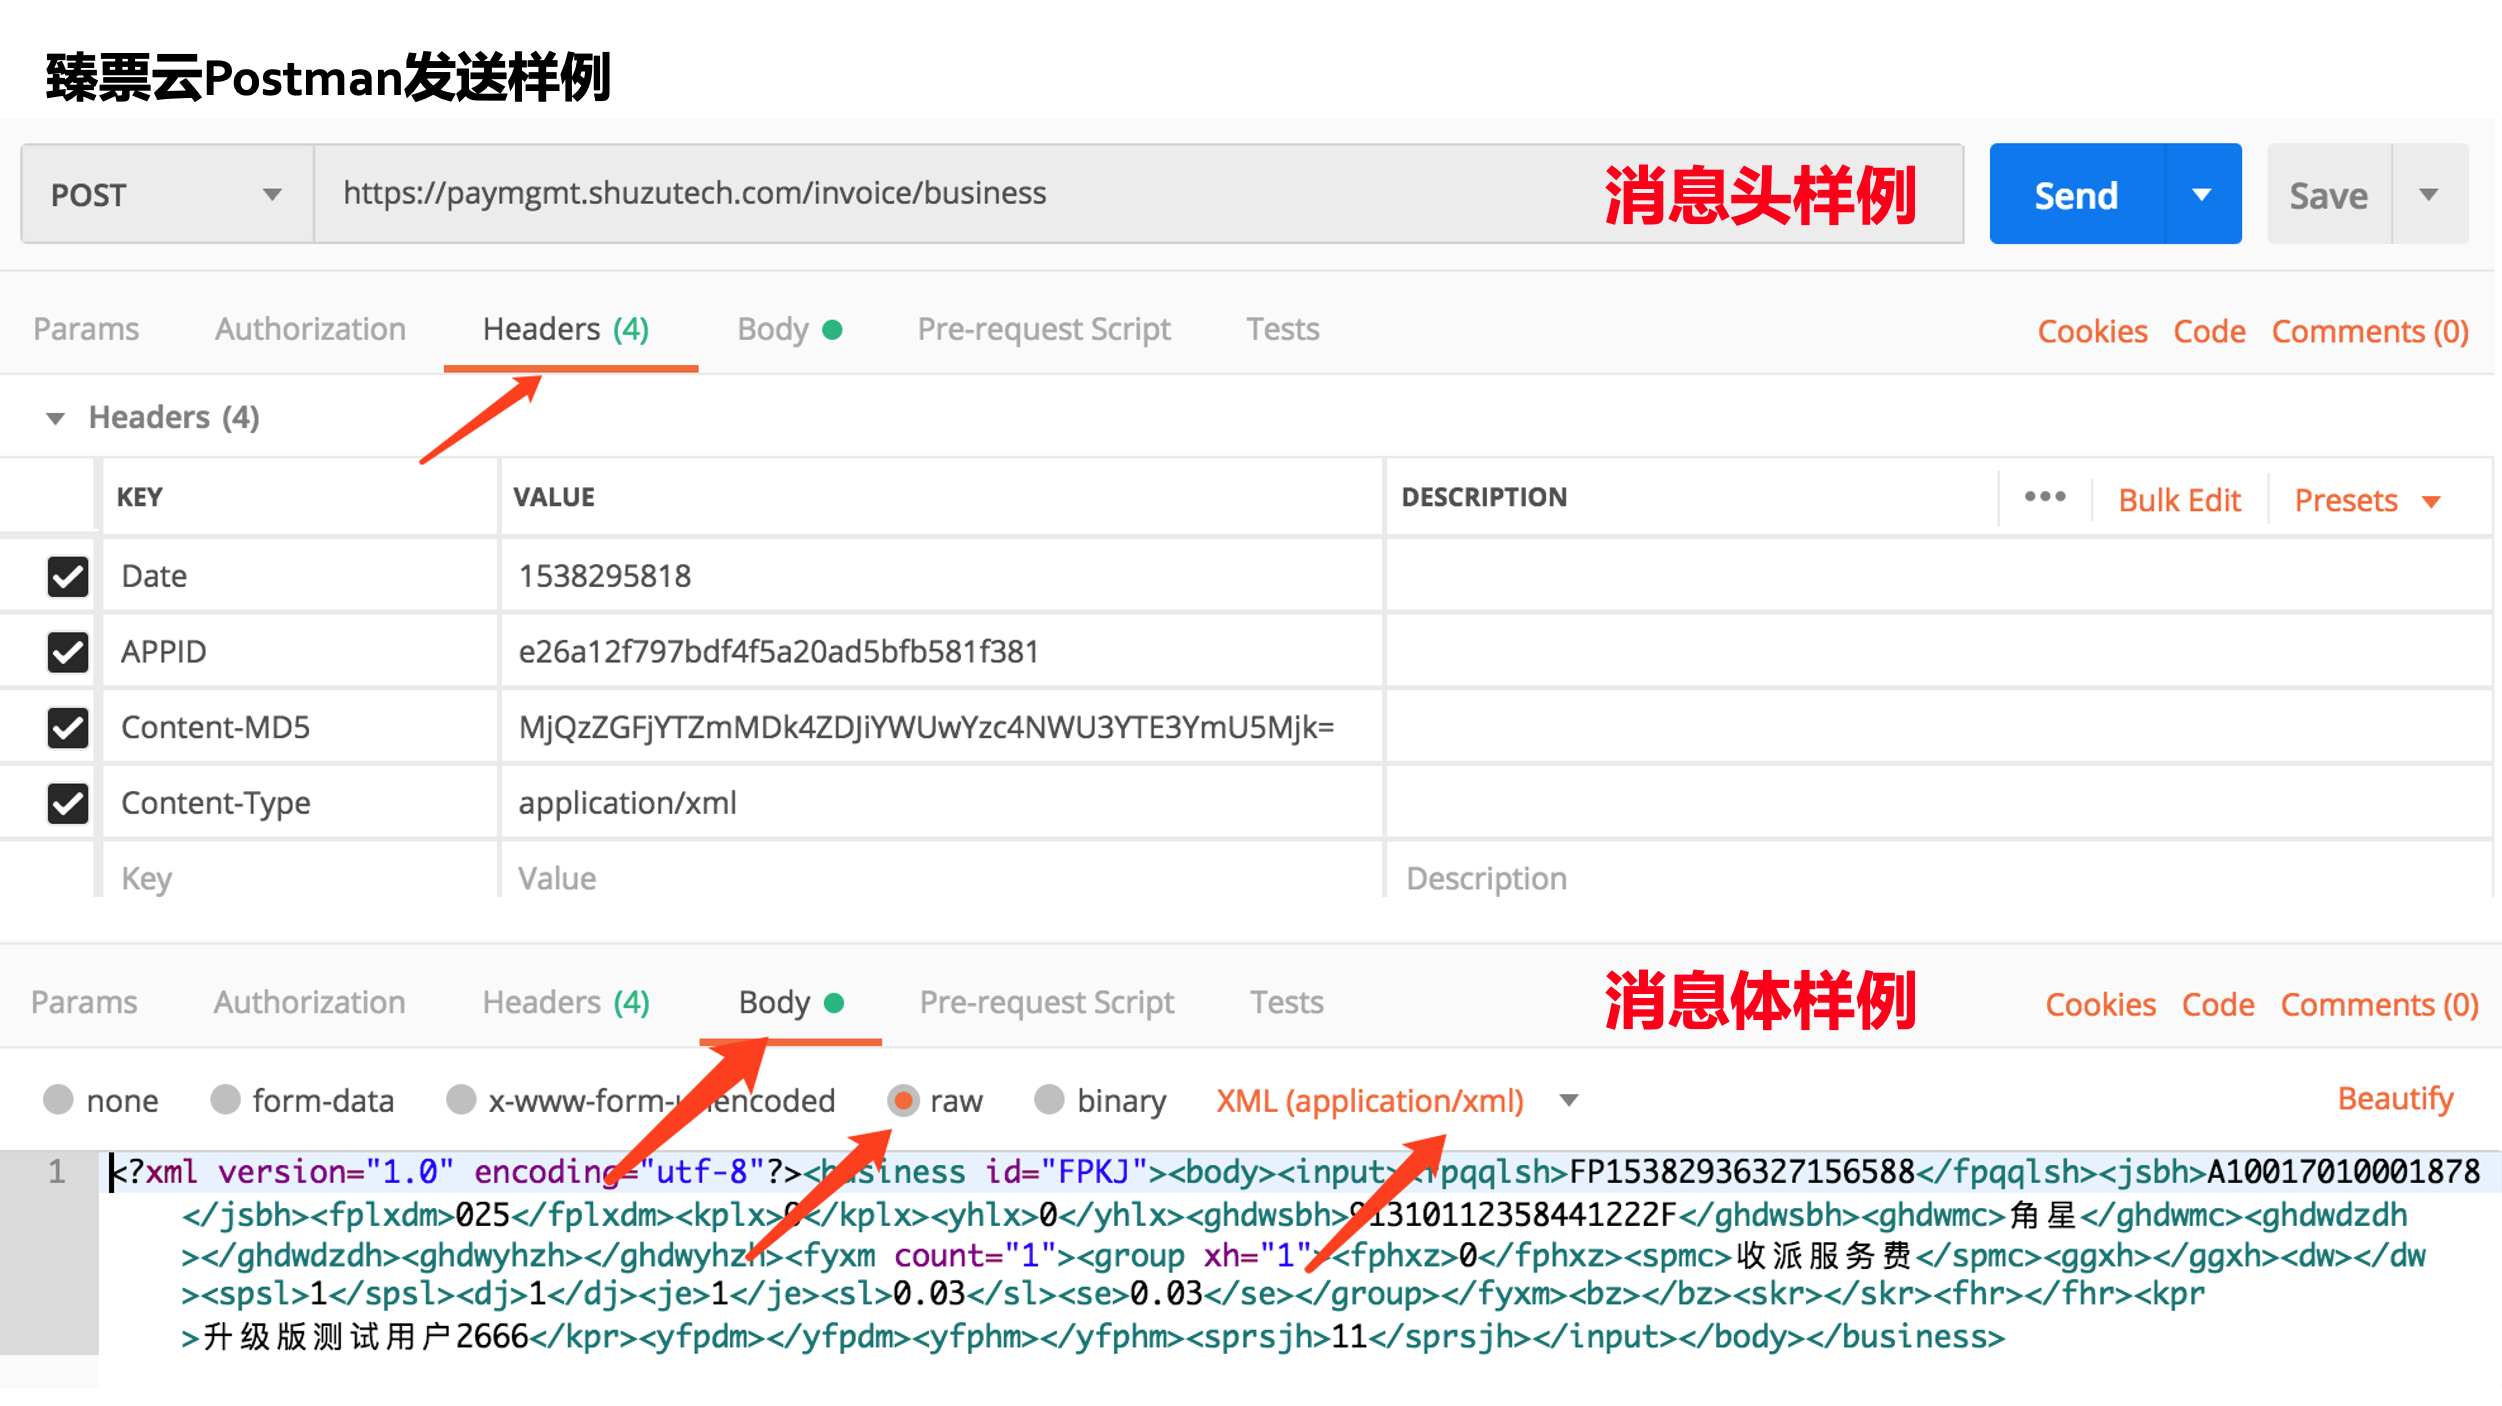 臻票云Postman发送样例
POST https://paymgmt.shuzutech.com/invoice/business 消息头样例 Send Save
Params Authorization Headers (4) Body Pre-request Script Tests Cookies Code Comments (0)
Headers (4)
KEY VALUE DESCRIPTION ••• Bulk Edit Presets
Date 1538295818
APPID e26a12f797bdf4f5a20ad5bfb581f381
Content-MD5 MjQzZGFjYTZmMDk4ZDJiYWUwYzc4NWU3YTE3YmU5Mjk=
Content-Type application/xml
Key Value Description
Params Authorization Headers (4) Body Pre-request Script Tests 消息体样例 Cookies Code Comments (0)
none form-data x-www-form-urlencoded raw binary XML (application/xml) Beautify
1 <?xml version="1.0" encoding="utf-8"?><business id="FPKJ"><body><input><fpqqlsh>FP15382936327156588</fpqqlsh><jsbh>A10017010001878
</jsbh><fplxdm>025</fplxdm><kplx>0</kplx><yhlx>0</yhlx><ghdwsbh>91310112358441222F</ghdwsbh><ghdwmc>角星</ghdwmc><ghdwdzdh
></ghdwdzdh><ghdwyhzh></ghdwyhzh><fyxm count="1"><group xh="1"><fphxz>0</fphxz><spmc>收派服务费</spmc><ggxh></ggxh><dw></dw
><spsl>1</spsl><dj>1</dj><je>1</je><sl>0.03</sl><se>0.03</se></group></fyxm><bz></bz><skr></skr><fhr></fhr><kpr
>升级版测试用户2666</kpr><yfpdm></yfpdm><yfphm></yfphm><sprsjh>11</sprsjh></input></body></business>